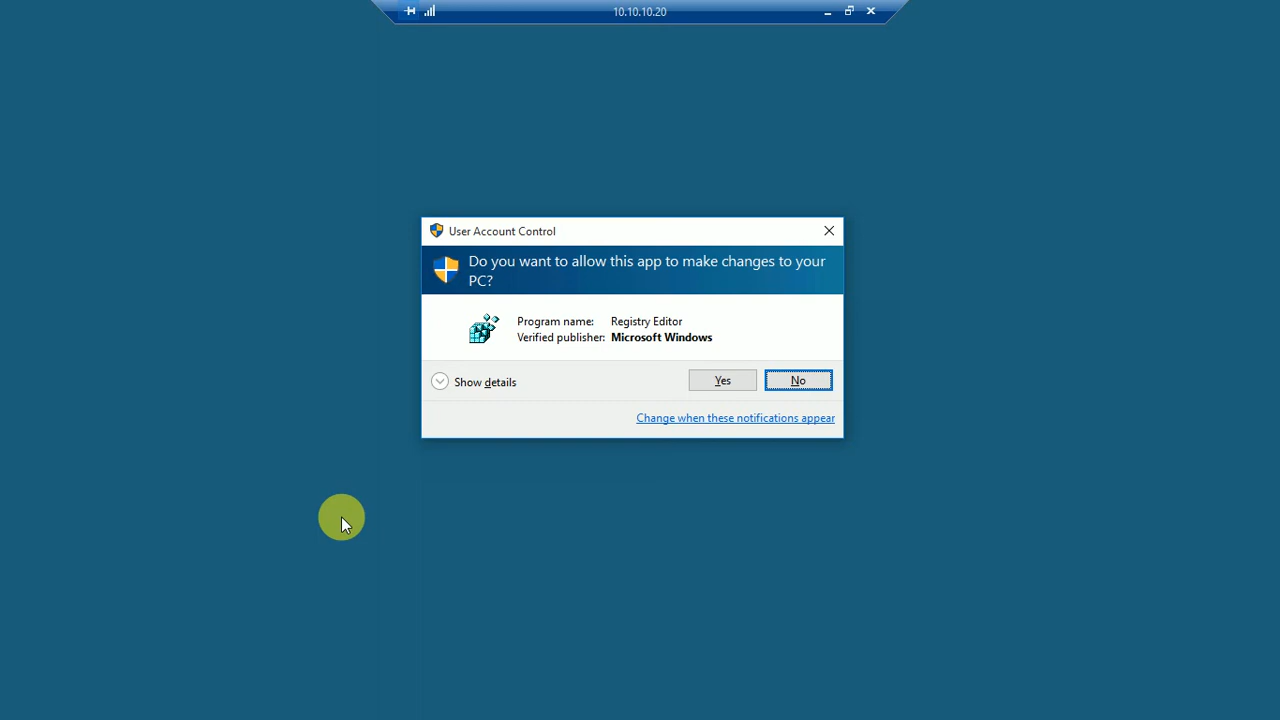 10.10.10.20
User Account Control
Do you want to allow this app to make changes to your
PC?
Program name: Registry Editor
Verified publisher: Microsoft Windows
Show details
Yes
No
Change when these notifications appear